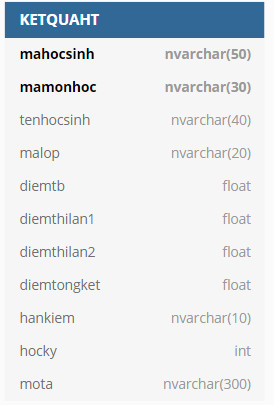 KETQUAHT
mahocsinh nvarchar(50)
mamonhoc nvarchar(30)
tenhocsinh nvarchar(40)
malop nvarchar(20)
diemtb float
diemthilan1 float
diemthilan2 float
diemtongket float
hankiem nvarchar(10)
hocky int
mota nvarchar(300)